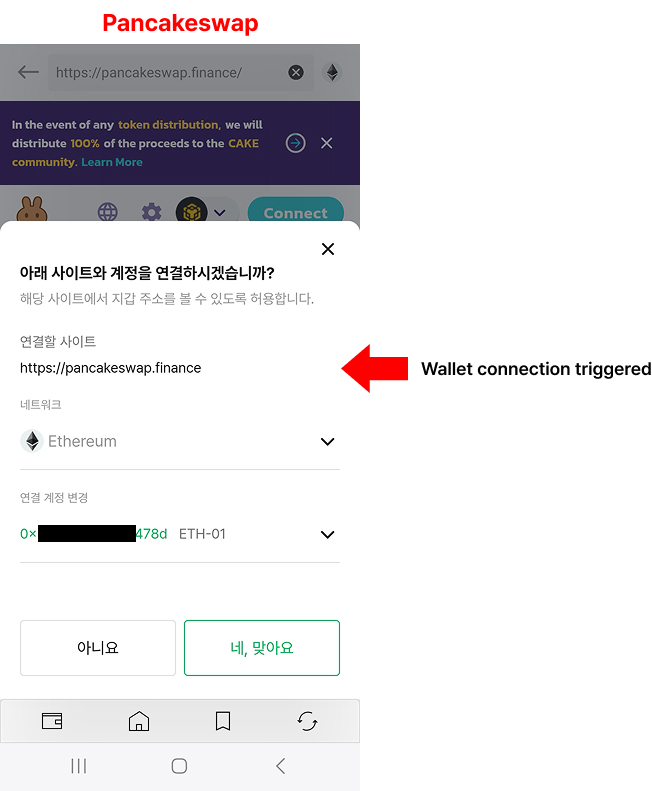 Pancakeswap
https://pancakeswap.finance/
In the event of any token distribution, we will
distribute 100% of the proceeds to the CAKE
community. Learn More
Connect
아래 사이트와 계정을 연결하시겠습니까?
해당 사이트에서 지갑 주소를 볼 수 있도록 허용합니다.
연결할 사이트
https://pancakeswap.finance
Wallet connection triggered
네트워크
Ethereum
연결 계정 변경
0x 478d ETH-01
아니요
네, 맞아요